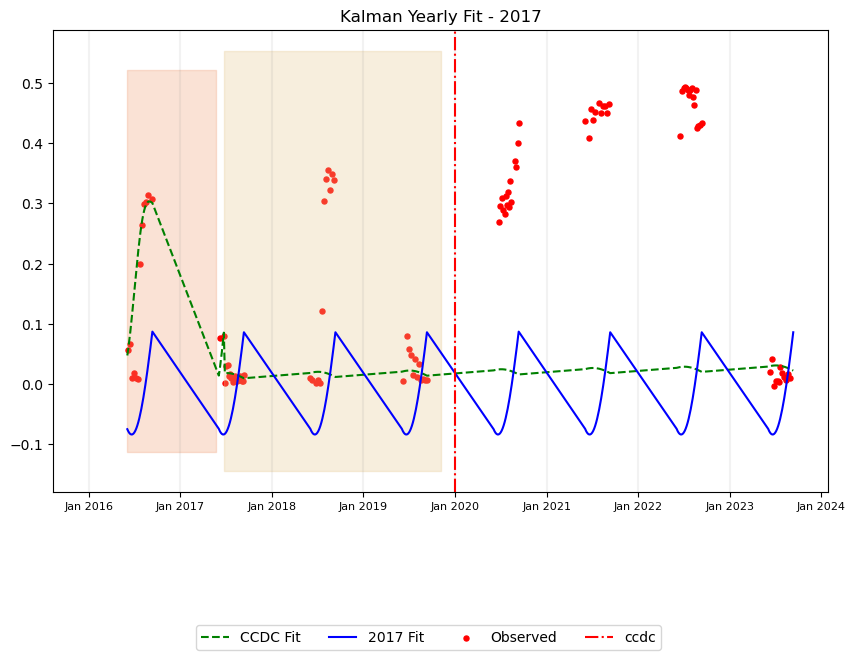 Kalman Yearly Fit - 2017
0.5
0.4
0.3
0.2
0.1
0.0
−0.1
Jan 2016 Jan 2017 Jan 2018 Jan 2019 Jan 2020 Jan 2021 Jan 2022 Jan 2023 Jan 2024
CCDC Fit 2017 Fit Observed ccdc